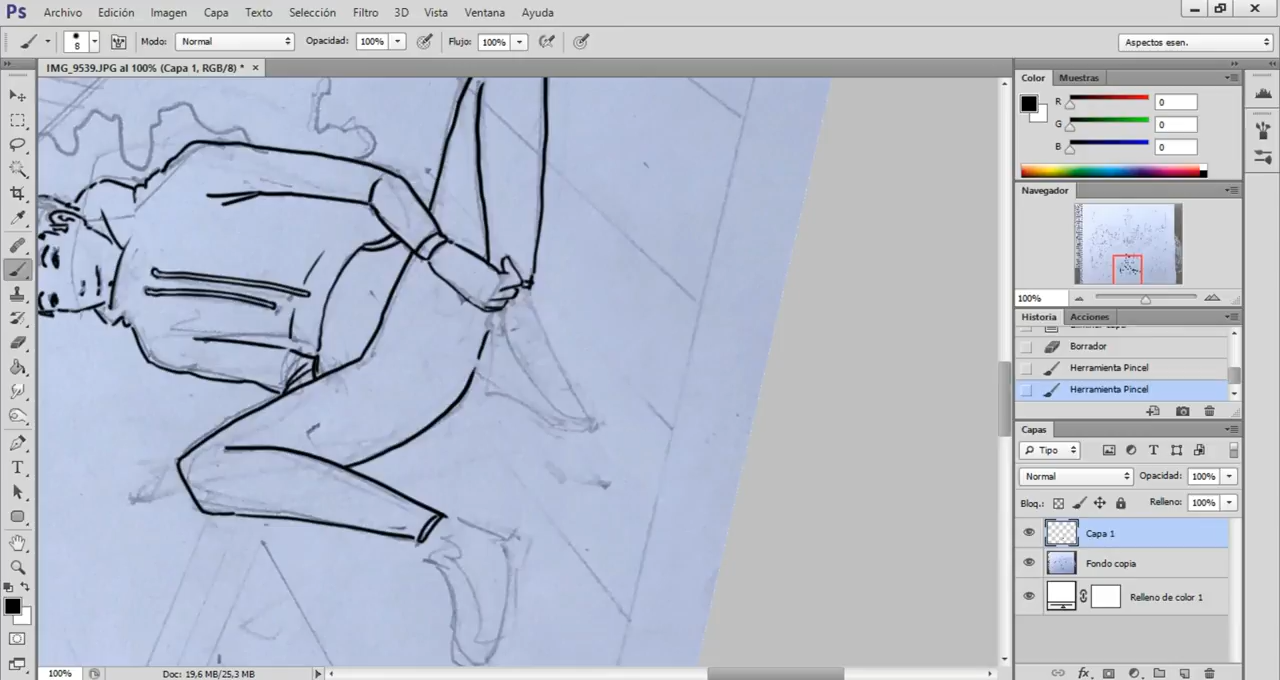 Ps Archivo Edición Imagen Capa Texto Selección Filtro 3D Vista Ventana Ayuda
8 Modo: Normal Opacidad: 100% Flujo: 100% Aspectos esen.
IMG_9539.JPG al 100% (Capa 1, RGB/8) *
Color Muestras
R 0
G 0
B 0
Navegador
100%
Historia Acciones
Borrador
Herramienta Pincel
Herramienta Pincel
Capas
Tipo
Normal Opacidad: 100%
Bloq.: Relleno: 100%
Capa 1
Fondo copia
Relleno de color 1
fx
100% Doc: 19,6 MB/25,3 MB